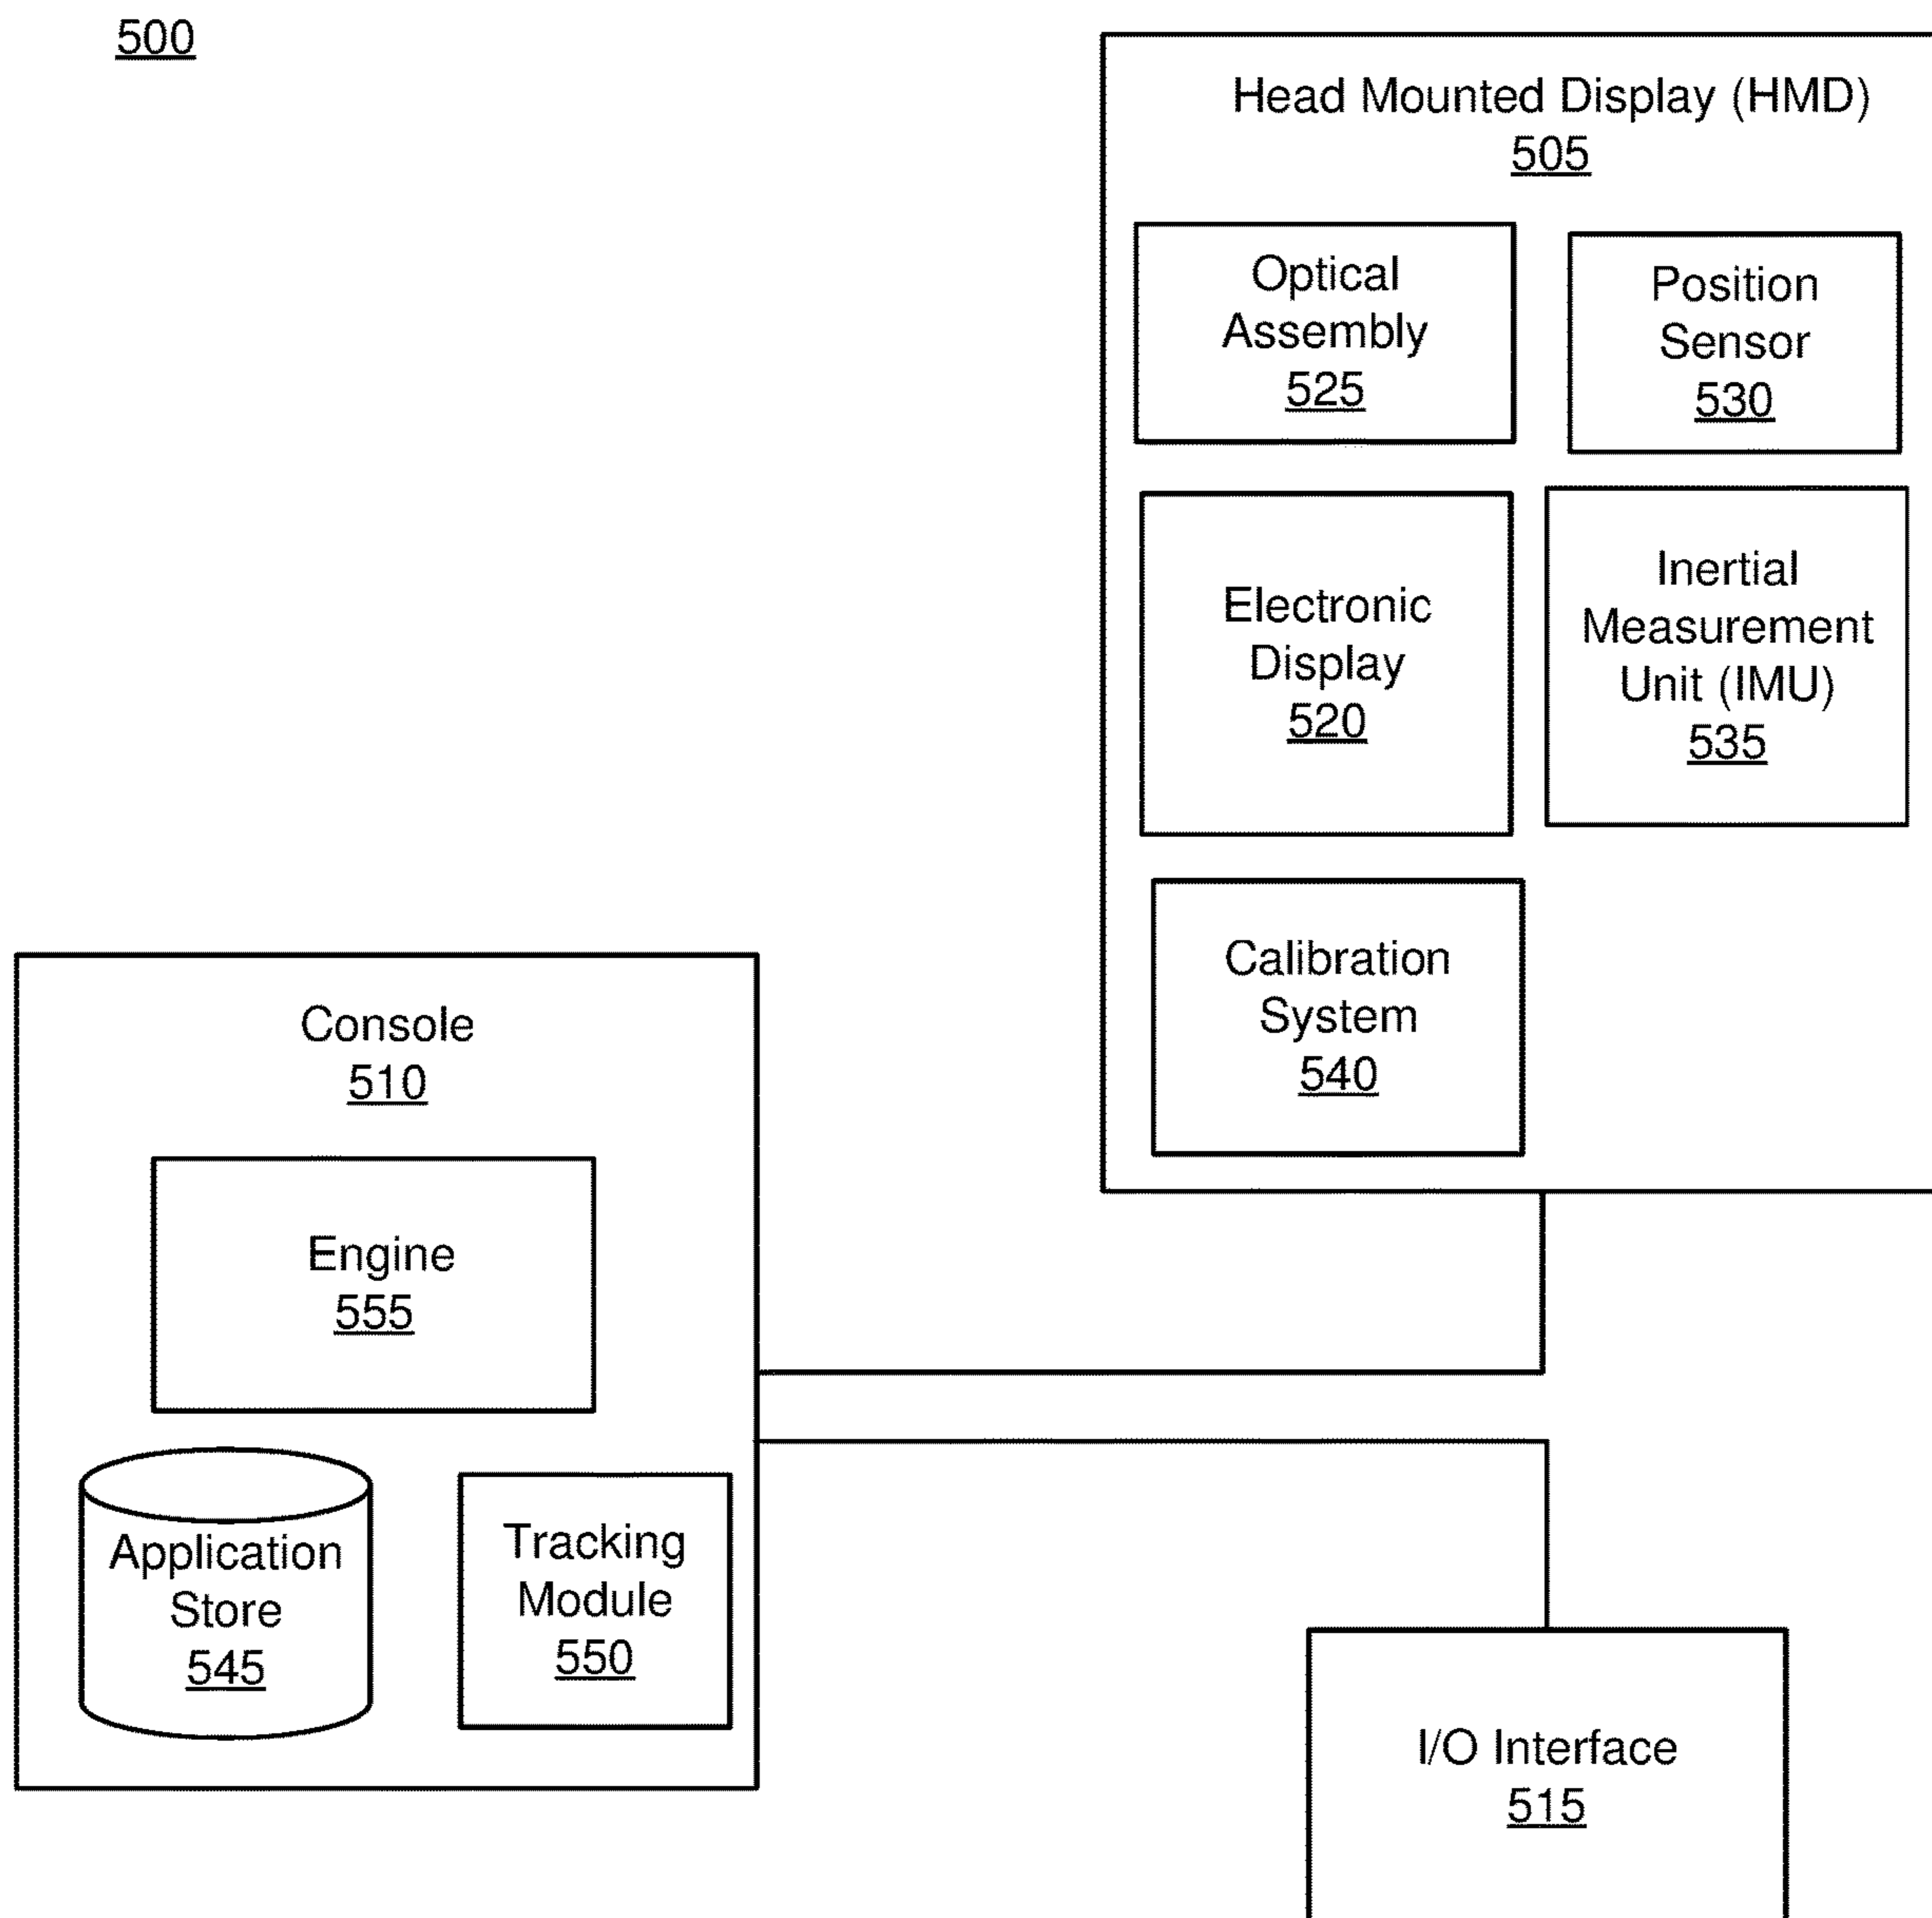 500
Head Mounted Display (HMD)
505
Optical
Assembly
525
Position
Sensor
530
Electronic
Display
520
Inertial
Measurement
Unit (IMU)
535
Calibration
System
540
Console
510
Engine
555
Application
Store
545
Tracking
Module
550
I/O Interface
515